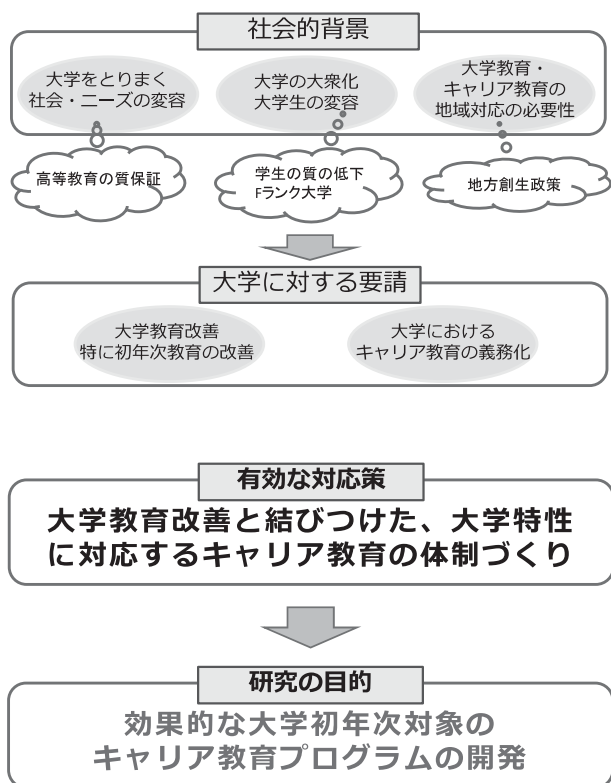 社会的背景
大学をとりまく
社会・ニーズの変容
大学の大衆化
大学生の変容
大学教育・
キャリア教育の
地域対応の必要性
高等教育の質保証
学生の質の低下
Fランク大学
地方創生政策
大学に対する要請
大学教育改善
特に初年次教育の改善
大学における
キャリア教育の義務化
有効な対応策
大学教育改善と結びつけた、大学特性
に対応するキャリア教育の体制づくり
研究の目的
効果的な大学初年次対象の
キャリア教育プログラムの開発